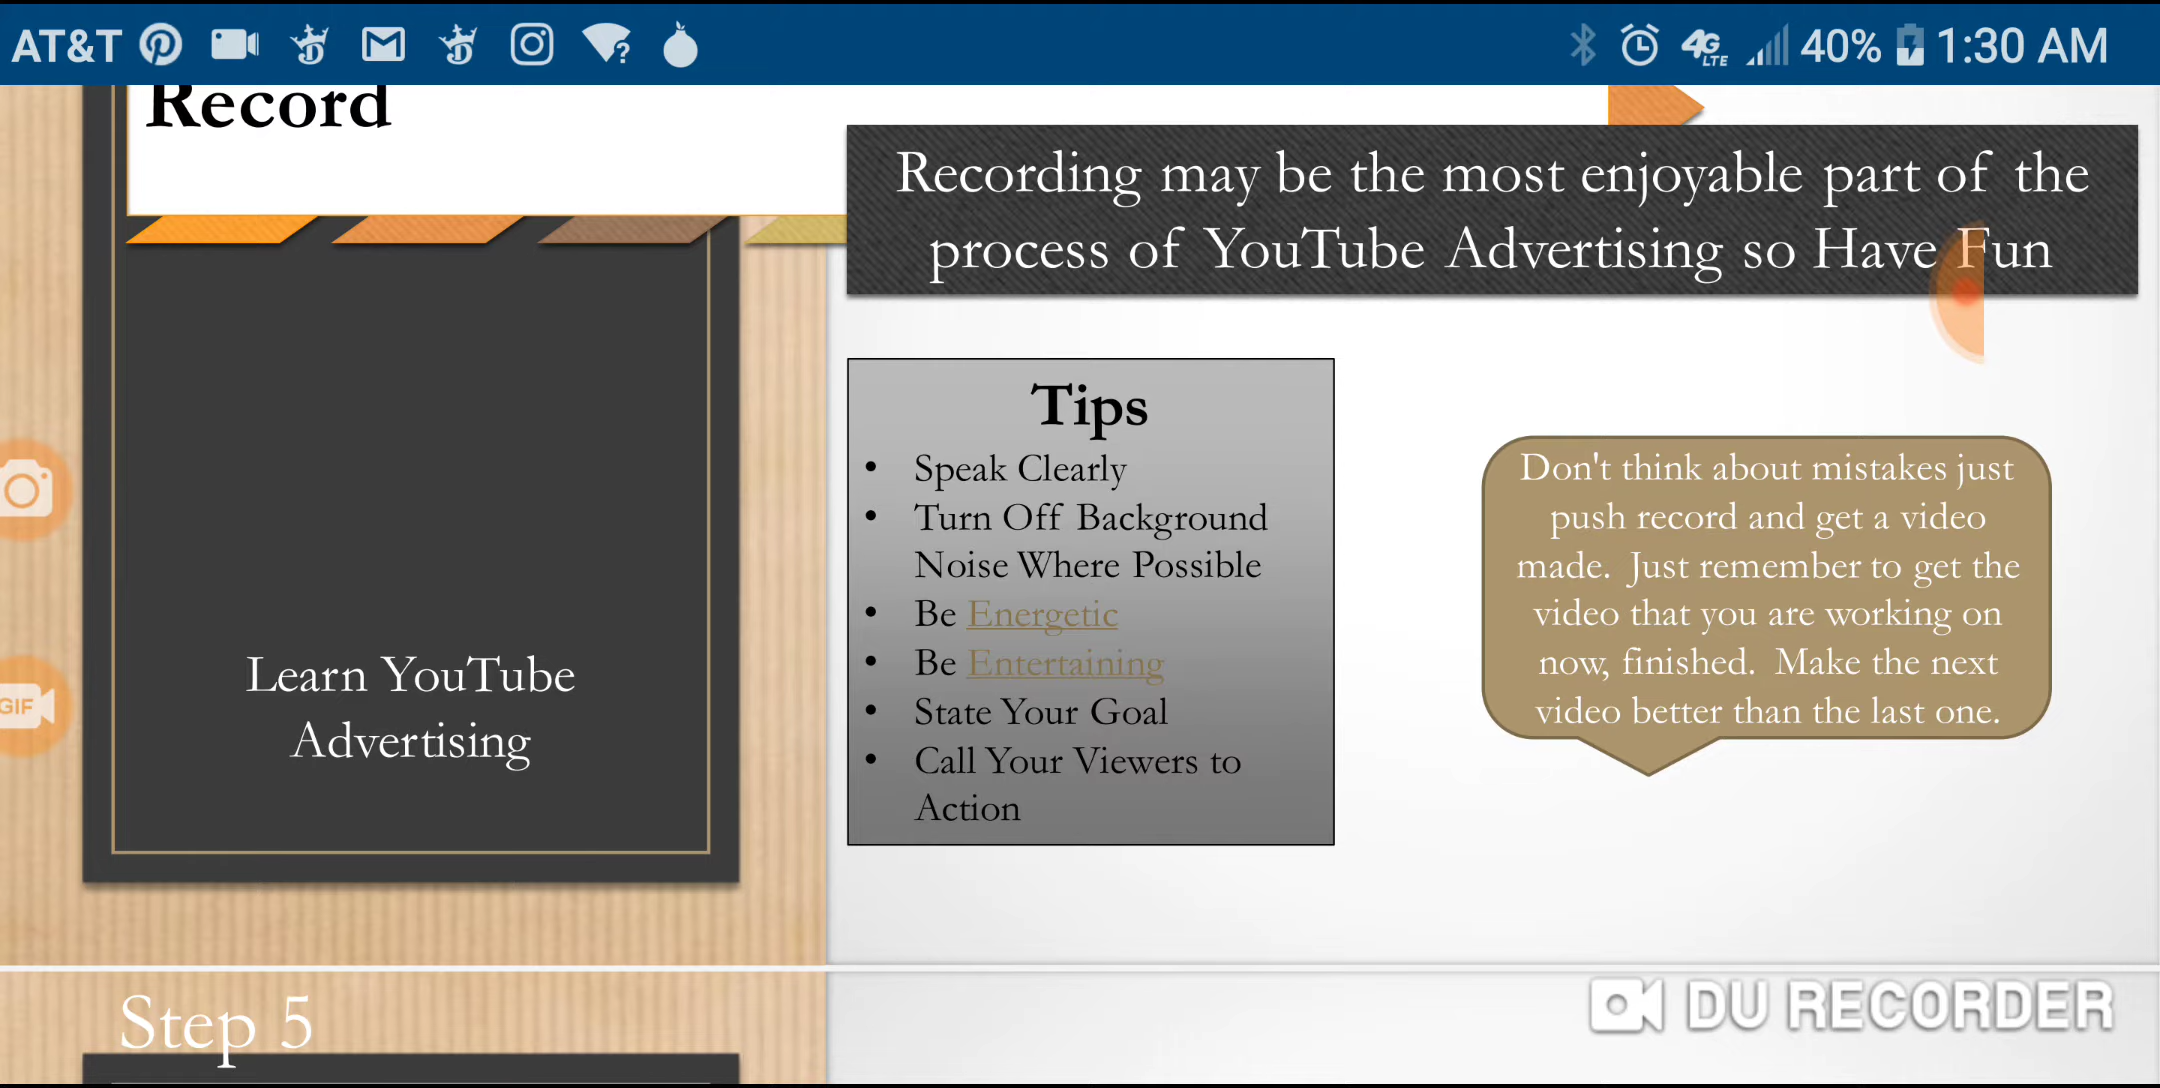 AT&T
4G LTE 40% 1:30 AM
Record
Recording may be the most enjoyable part of the
process of YouTube Advertising so Have Fun
Tips
• Speak Clearly
• Turn Off Background
Noise Where Possible
• Be Energetic
• Be Entertaining
• State Your Goal
• Call Your Viewers to
Action
Don't think about mistakes just
push record and get a video
made. Just remember to get the
video that you are working on
now, finished. Make the next
video better than the last one.
GIF
Learn YouTube
Advertising
Step 5
DU RECORDER